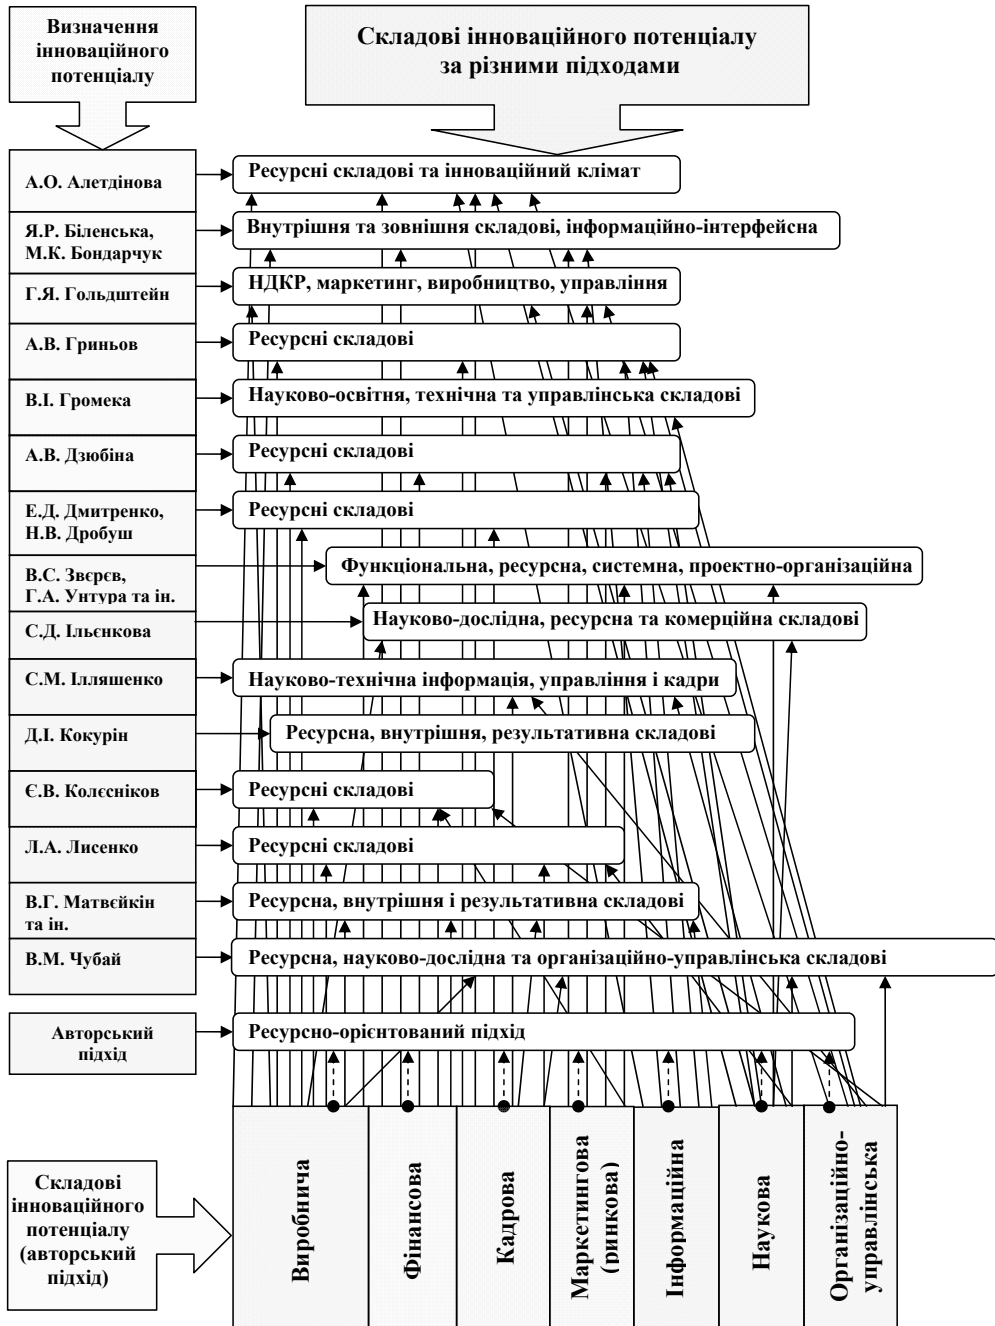 Визначення
інноваційного
потенціалу
Складові інноваційного потенціалу
за різними підходами
А.О. Алетдінова
Ресурсні складові та інноваційний клімат
Я.Р. Біленська,
М.К. Бондарчук
Внутрішня та зовнішня складові, інформаційно-інтерфейсна
Г.Я. Гольдштейн
НДКР, маркетинг, виробництво, управління
А.В. Гриньов
Ресурсні складові
В.І. Громека
Науково-освітня, технічна та управлінська складові
А.В. Дзюбіна
Ресурсні складові
Е.Д. Дмитренко,
Н.В. Дробуш
Ресурсні складові
В.С. Звєрєв,
Г.А. Унтура та ін.
Функціональна, ресурсна, системна, проектно-організаційна
С.Д. Ільєнкова
Науково-дослідна, ресурсна та комерційна складові
С.М. Ілляшенко
Науково-технічна інформація, управління і кадри
Д.І. Кокурін
Ресурсна, внутрішня, результативна складові
Є.В. Колєсніков
Ресурсні складові
Л.А. Лисенко
Ресурсні складові
В.Г. Матвєйкін
та ін.
Ресурсна, внутрішня і результативна складові
В.М. Чубай
Ресурсна, науково-дослідна та організаційно-управлінська складові
Авторський
підхід
Ресурсно-орієнтований підхід
Складові
інноваційного
потенціалу
(авторський
підхід)
Виробнича
Фінансова
Кадрова
Маркетингова
(ринкова)
Інформаційна
Наукова
Організаційно-
управлінська